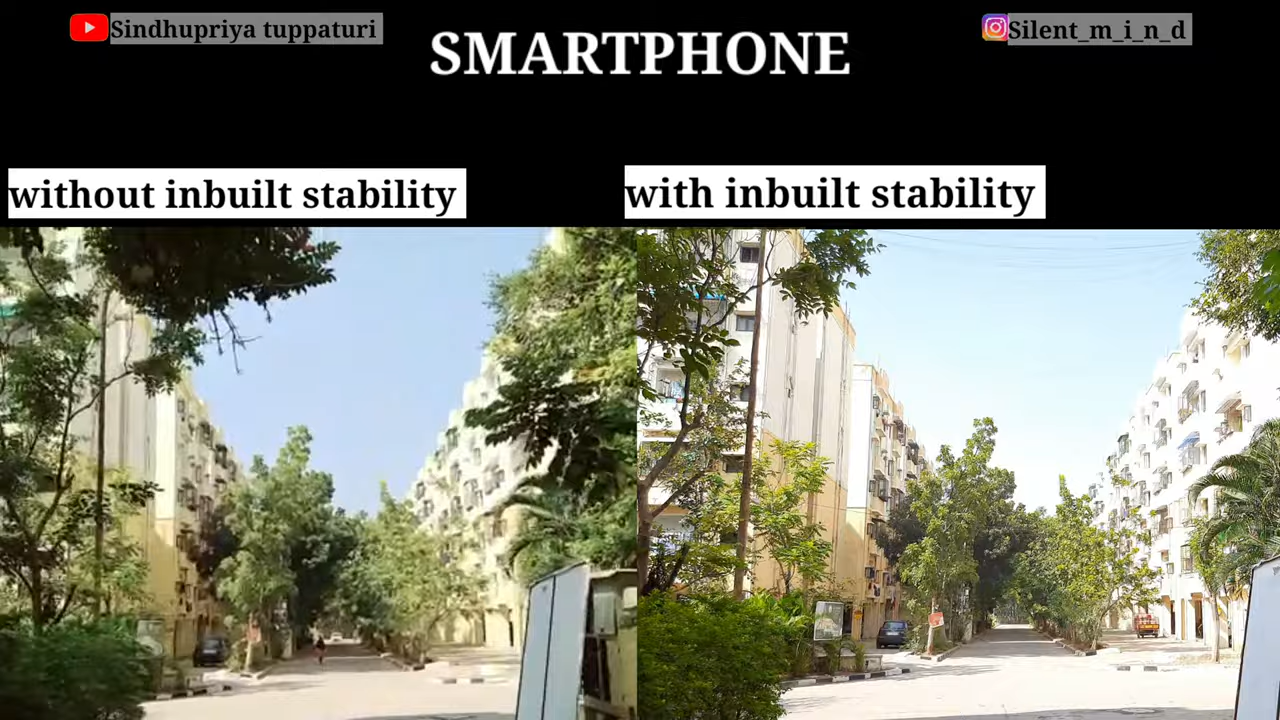 Sindhupriya tuppaturi
Silent_m_i_n_d
SMARTPHONE
without inbuilt stability
with inbuilt stability